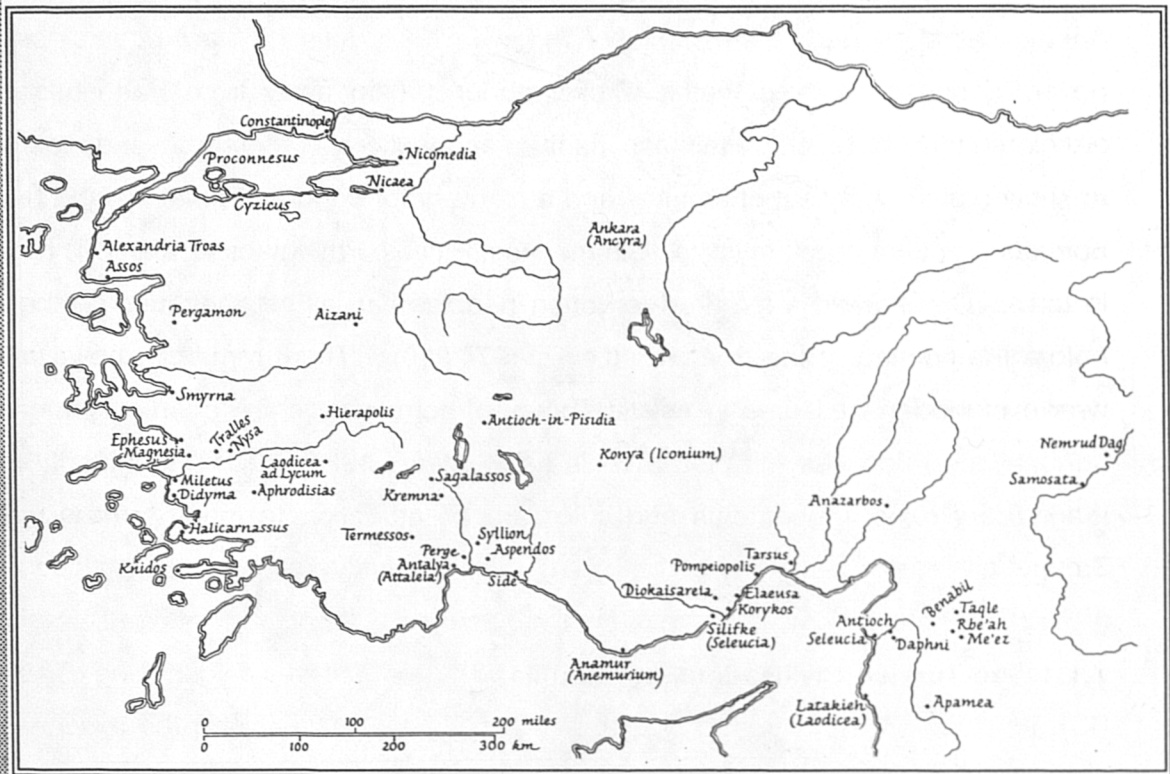 Constantinople
Proconnesus
Nicomedia
Nicaea
Cyzicus
Ankara
(Ancyra)
Alexandria Troas
Assos
Pergamon
Aizani
Smyrna
Hierapolis
Antioch-in-Pisidia
Ephesus
Magnesia
Tralles
Nysa
Laodicea
ad Lycum
Konya (Iconium)
Nemrud Dag
Samosata
Miletus
Didyma
Aphrodisias
Sagalassos
Kremna
Anazarbos
Halicarnassus
Termessos
Syllion
Perge
Aspendos
Antalya
(Attaleia)
Side
Knidos
Tarsus
Pompeiopolis
Diokaisareia
Elaeusa
Korykos
Silifke
(Seleucia)
Anamur
(Anemurium)
Antioch
Seleucia
Daphni
Benabil
Taqle
Rbe'ah
Me'ez
Latakieh
(Laodicea)
Apamea
0 100 200 miles
0 100 200 300 km